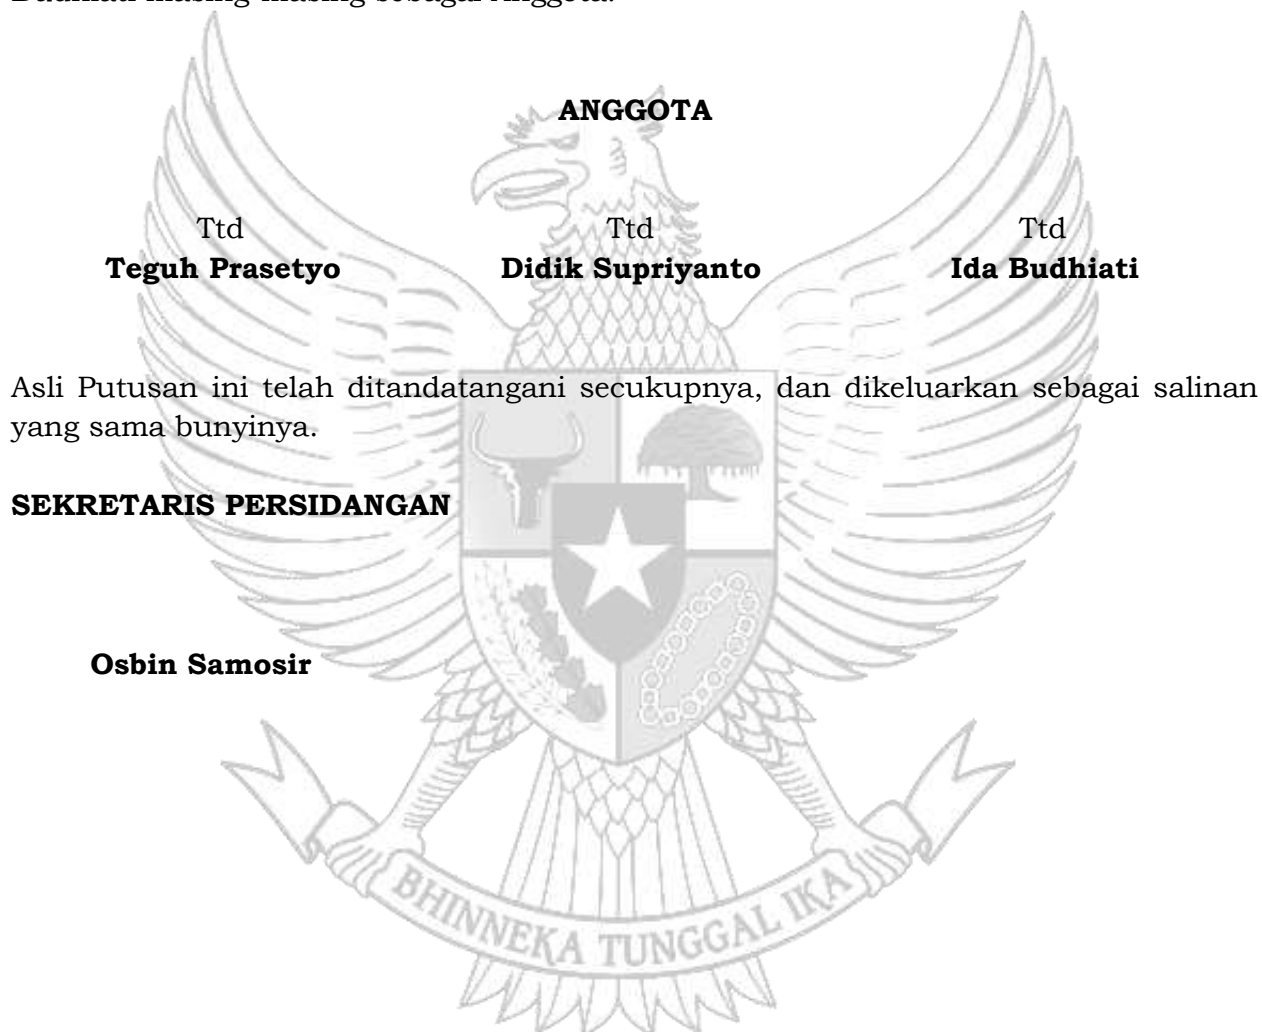 Budhiati masing-masing sebagai Anggota.
ANGGOTA
Ttd Ttd Ttd
Teguh Prasetyo Didik Supriyanto Ida Budhiati
Asli Putusan ini telah ditandatangani secukupnya, dan dikeluarkan sebagai salinan
yang sama bunyinya.
SEKRETARIS PERSIDANGAN
Osbin Samosir
BHINNEKA TUNGGAL IKA